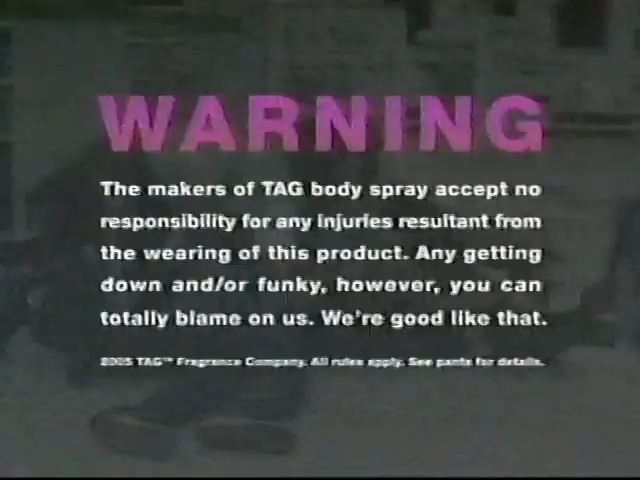 WARNING
The makers of TAG body spray accept no
responsibility for any injuries resultant from
the wearing of this product. Any getting
down and/or funky, however, you can
totally blame on us. We're good like that.
2005 TAG™ Fragrance Company. All rules apply. See pants for details.